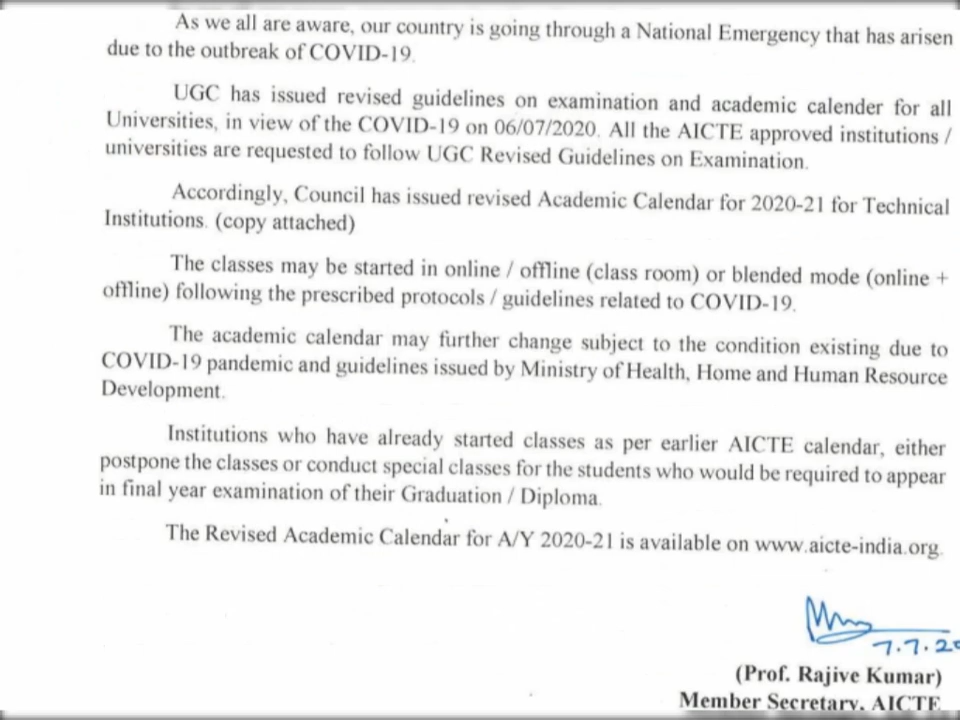 As we all are aware, our country is going through a National Emergency that has arisen
due to the outbreak of COVID-19.
UGC has issued revised guidelines on examination and academic calender for all
Universities, in view of the COVID-19 on 06/07/2020. All the AICTE approved institutions /
universities are requested to follow UGC Revised Guidelines on Examination.
Accordingly, Council has issued revised Academic Calendar for 2020-21 for Technical
Institutions. (copy attached)
The classes may be started in online / offline (class room) or blended mode (online +
offline) following the prescribed protocols / guidelines related to COVID-19.
The academic calendar may further change subject to the condition existing due to
COVID-19 pandemic and guidelines issued by Ministry of Health, Home and Human Resource
Development.
Institutions who have already started classes as per earlier AICTE calendar, either
postpone the classes or conduct special classes for the students who would be required to appear
in final year examination of their Graduation / Diploma.
The Revised Academic Calendar for A/Y 2020-21 is available on www.aicte-india.org.
7.7.20
(Prof. Rajive Kumar)
Member Secretary, AICTE